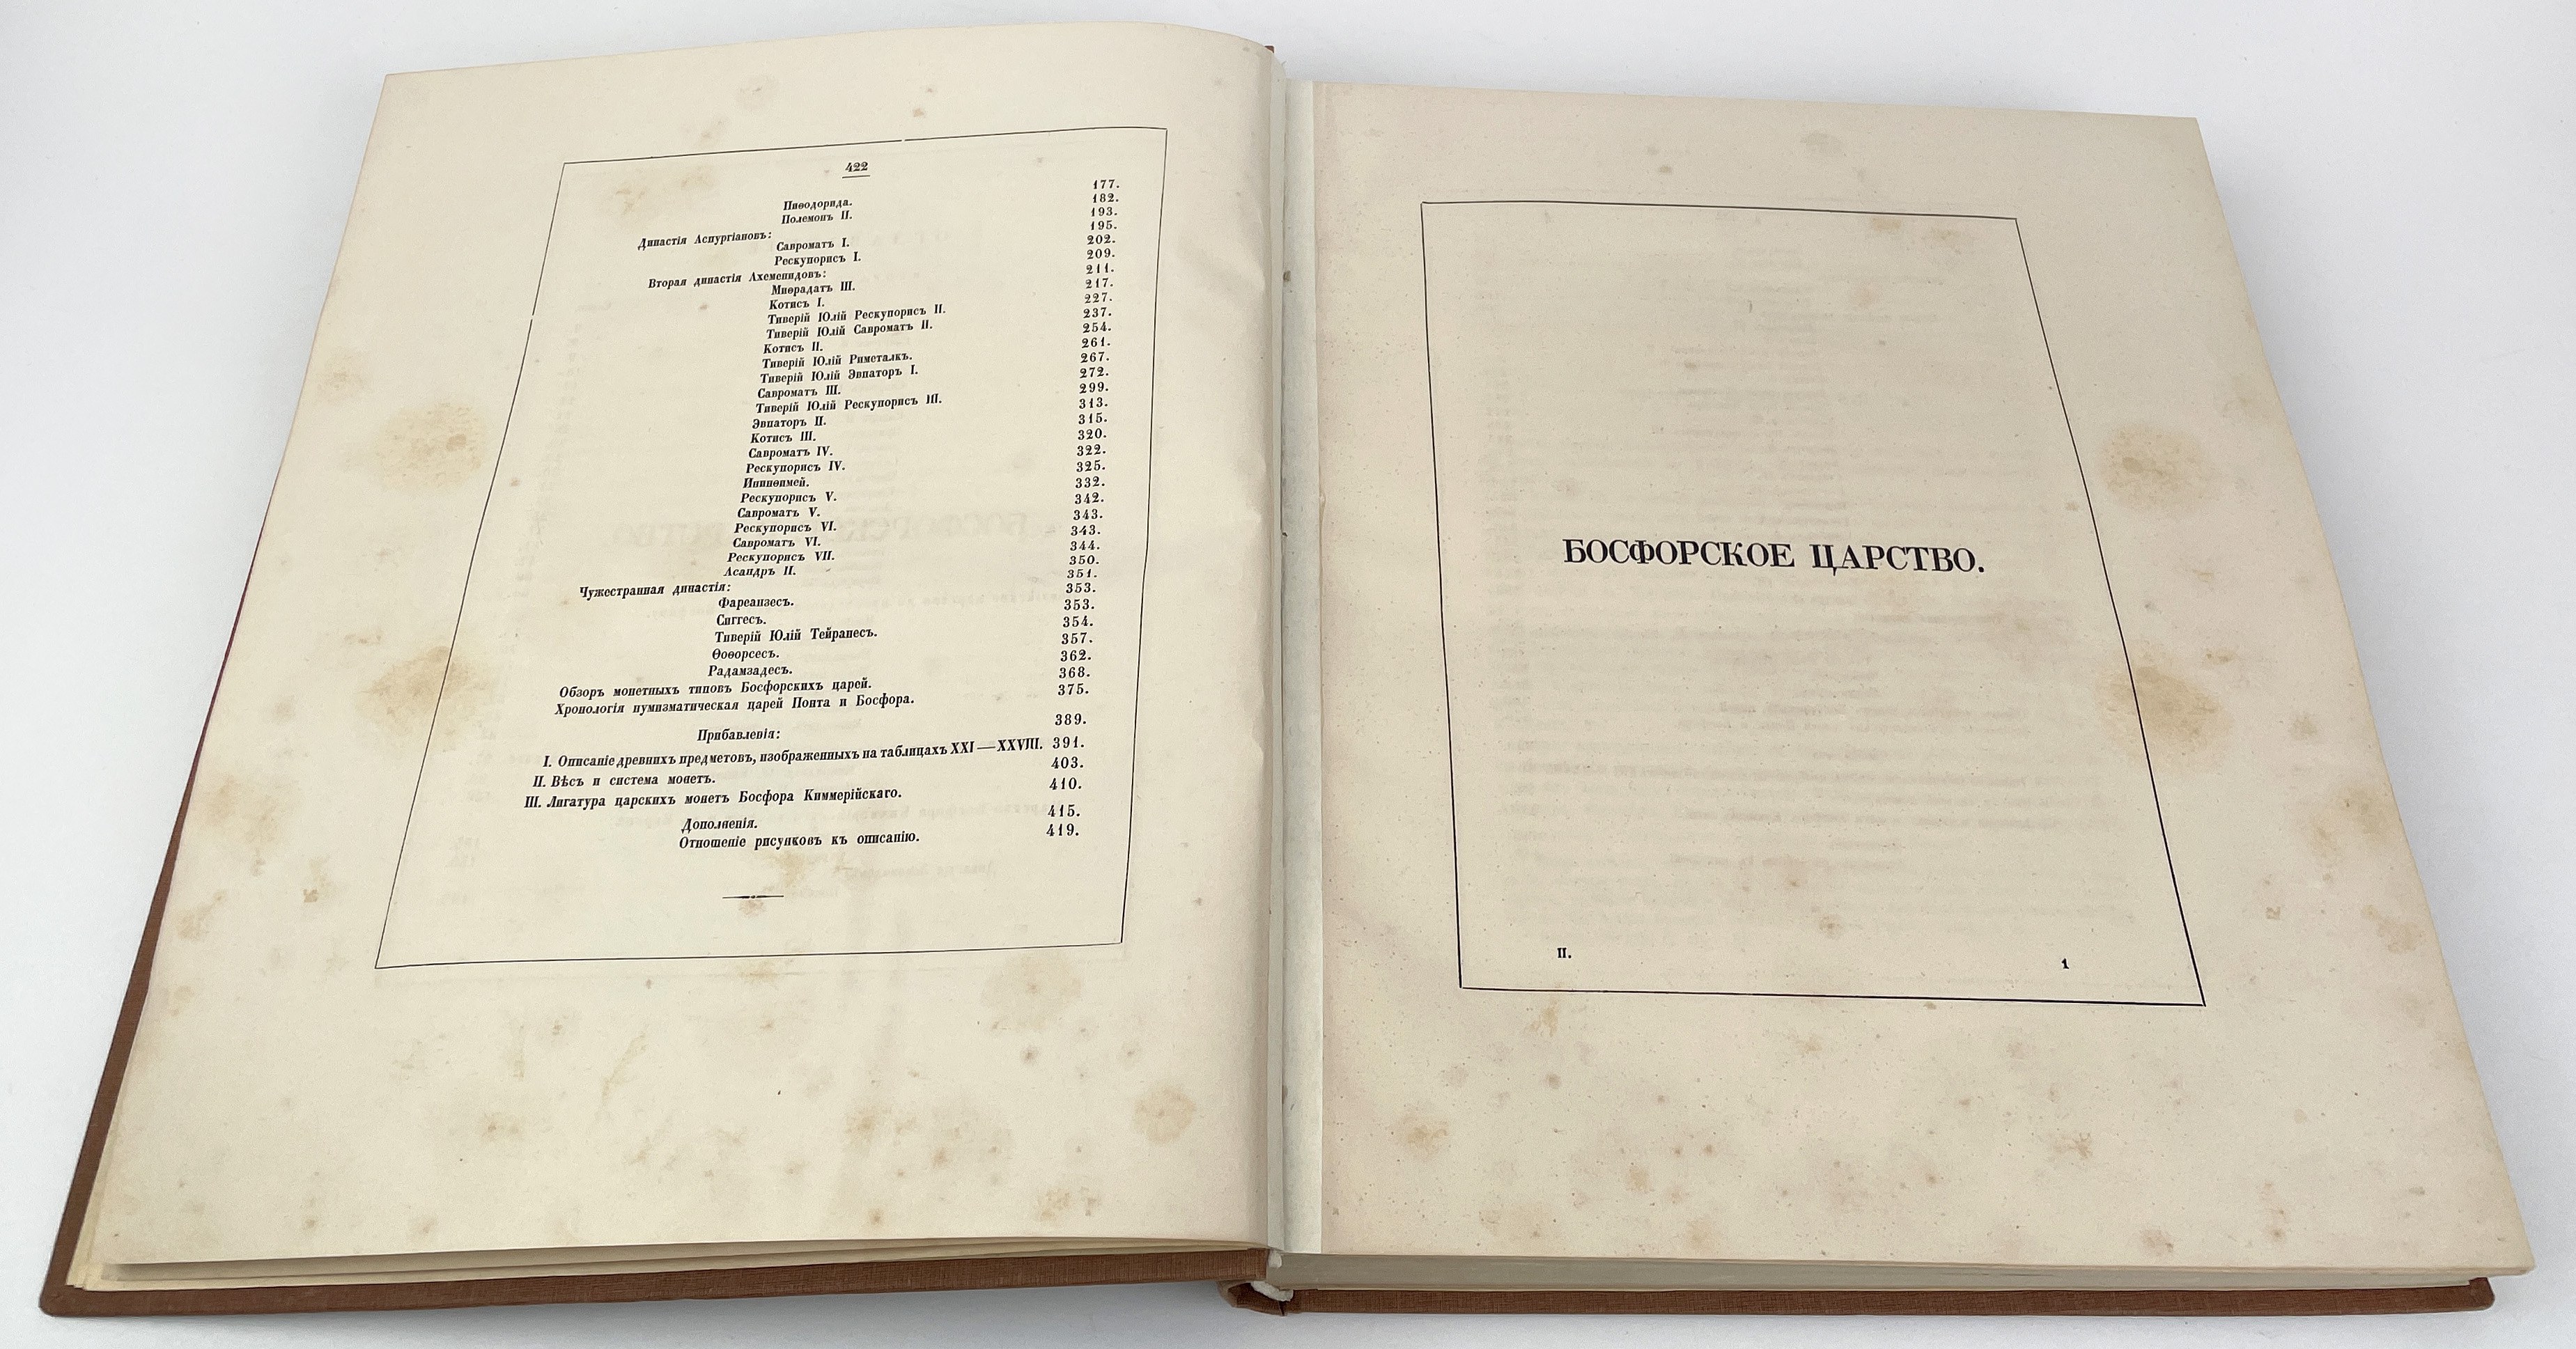 422
Пиѳодорида. 177.
Полемонъ II. 182.
Династія Аспургіановъ: 193.
Савроматъ I. 195.
Рескупорисъ I. 202.
Вторая династія Ахеменидовъ: 209.
Миѳрадатъ III. 211.
Котисъ I. 217.
Тиверій Юлій Рескупорисъ II. 227.
Тиверій Юлій Савроматъ II. 237.
Котисъ II. 254.
Тиверій Юлій Риметалкъ. 261.
Тиверій Юлій Эвпаторъ I. 267.
Савроматъ III. 272.
Тиверій Юлій Рескупорисъ III. 299.
Эвпаторъ II. 313.
Котисъ III. 315.
Савроматъ IV. 320.
Рескупорисъ IV. 322.
Ининѳимей. 325.
Рескупорисъ V. 332.
Савроматъ V. 342.
Рескупорисъ VI. 343.
Савроматъ VI. 343.
Рескупорисъ VII. 344.
Асандръ II. 350.
Чужестранная династія: 351.
Фареанзесъ. 353.
Сиггесъ. 353.
Тиверій Юлій Тейранесъ. 354.
Ѳоѳорсесъ. 357.
Радамзадесъ. 362.
Обзоръ монетныхъ типовъ Босфорскихъ царей. 368.
Хронологія нумизматическая царей Понта и Босфора. 375.
Прибавленія: 389.
I. Описаніе древнихъ предметовъ, изображенныхъ на таблицахъ XXI—XXVIII. 391.
II. Вѣсъ и система монетъ. 403.
III. Лигатура царскихъ монетъ Босфора Киммерійскаго. 410.
Дополненія. 415.
Отношеніе рисунковъ къ описанію. 419.
БОСФОРСКОЕ ЦАРСТВО.
II. 1